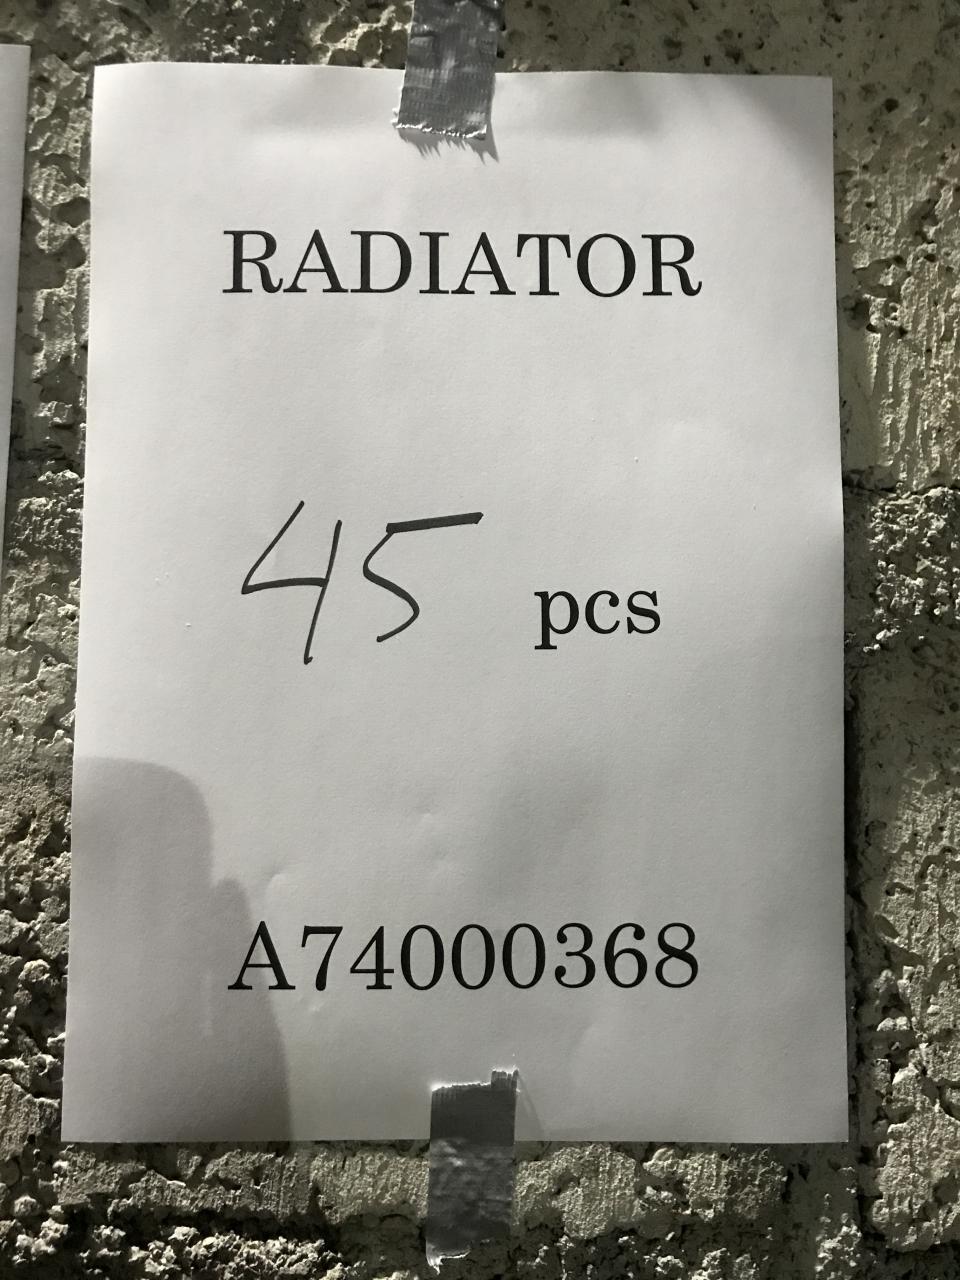 RADIATOR
45 pcs
A74000368